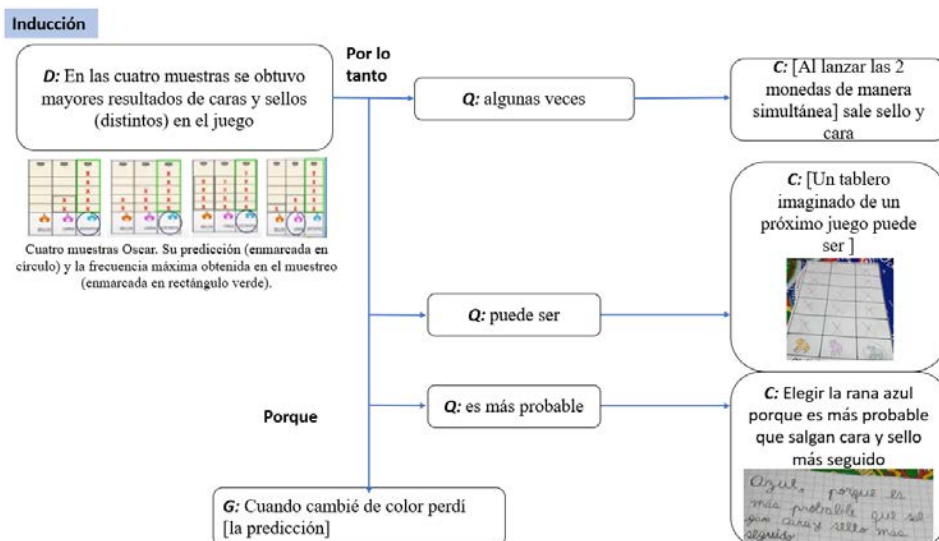 Inducción
D: En las cuatro muestras se obtuvo
mayores resultados de caras y sellos
(distintos) en el juego
Cuatro muestras Oscar. Su predicción (enmarcada en
círculo) y la frecuencia máxima obtenida en el muestreo
(enmarcada en rectángulo verde).
Por lo
tanto
Q: algunas veces
C: [Al lanzar las 2
monedas de manera
simultánea] sale sello y
cara
Q: puede ser
C: [Un tablero
imaginado de un
próximo juego puede
ser ]
Q: es más probable
C: Elegir la rana azul
porque es más probable
que salgan cara y sello
más seguido
Azul, porque es
más probable que sal
gan cara y sello mas
seguido
Porque
G: Cuando cambié de color perdí
[la predicción]